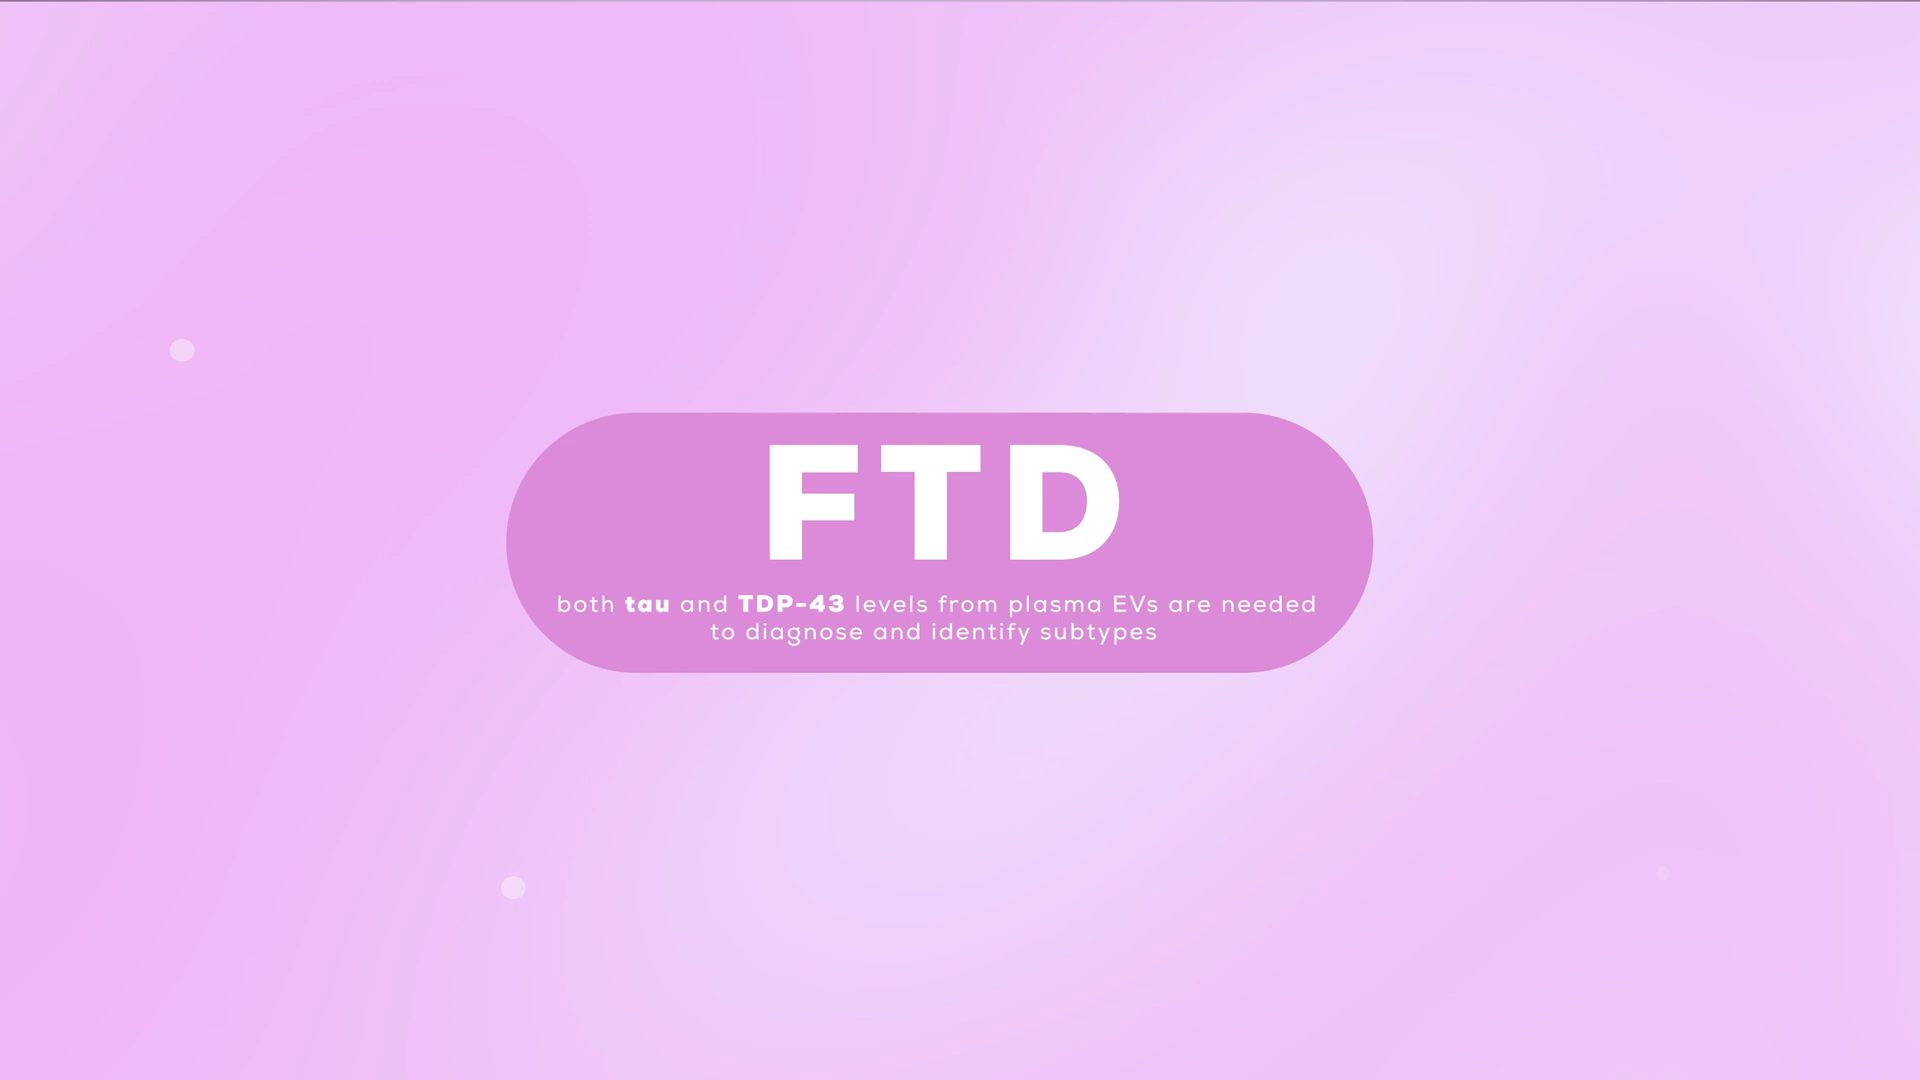 FTD
both tau and TDP-43 levels from plasma EVs are needed
to diagnose and identify subtypes